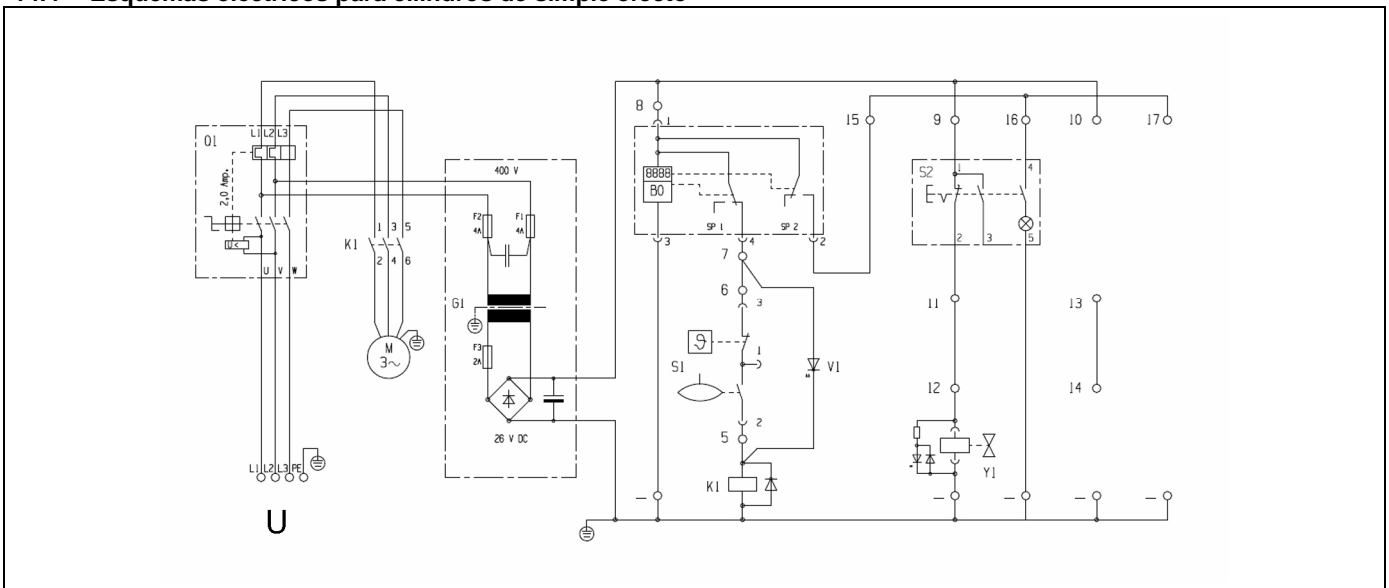 Esquemas eléctricos para cilindros de simple efecto
Q1
L1 L2 L3
2,0 Amp.
U<
U V W
K1
1 3 5
2 4 6
M
3~
L1 L2 L3 PE
U
400 V
F2
4A
F1
4A
G1
F3
2A
26 V DC
8
1
8888
B0
SP 1
SP 2
3
4
2
7
6
3
ϑ
1
S1
V1
2
5
K1
15
9
16
10
17
S2
1
4
2
3
5
11
13
12
14
Y1